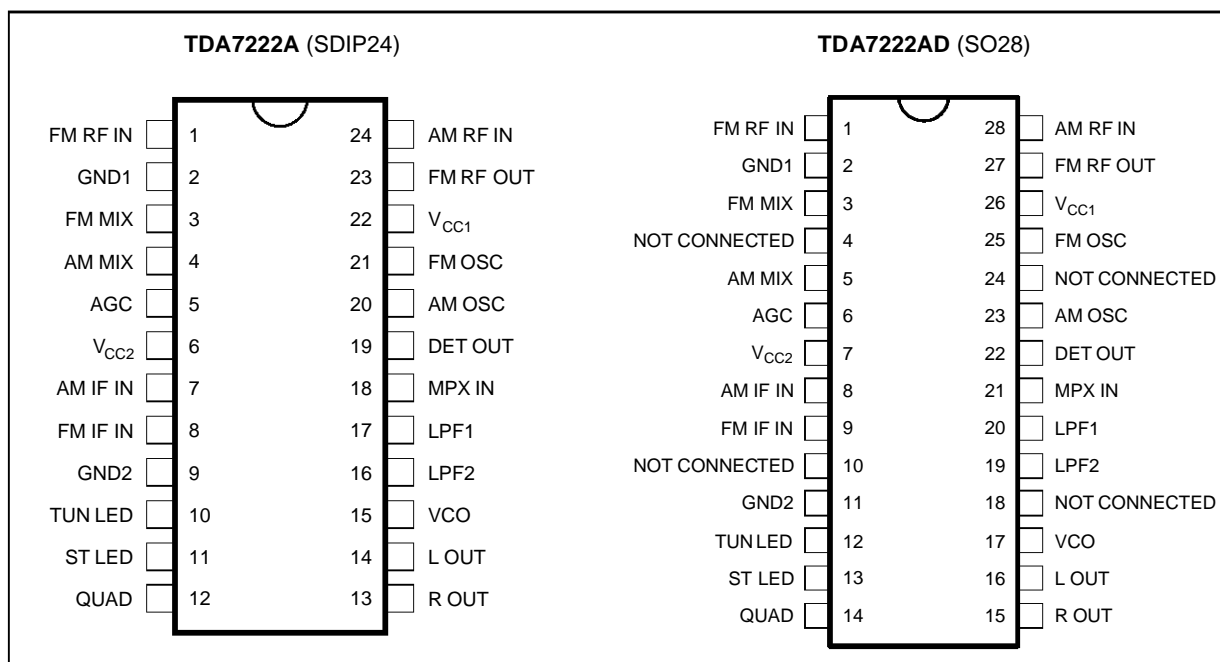 TDA7222A (SDIP24)
FM RF IN 1 24 AM RF IN
GND1 2 23 FM RF OUT
FM MIX 3 22 VCC1
AM MIX 4 21 FM OSC
AGC 5 20 AM OSC
VCC2 6 19 DET OUT
AM IF IN 7 18 MPX IN
FM IF IN 8 17 LPF1
GND2 9 16 LPF2
TUN LED 10 15 VCO
ST LED 11 14 L OUT
QUAD 12 13 R OUT
TDA7222AD (SO28)
FM RF IN 1 28 AM RF IN
GND1 2 27 FM RF OUT
FM MIX 3 26 VCC1
NOT CONNECTED 4 25 FM OSC
AM MIX 5 24 NOT CONNECTED
AGC 6 23 AM OSC
VCC2 7 22 DET OUT
AM IF IN 8 21 MPX IN
FM IF IN 9 20 LPF1
NOT CONNECTED 10 19 LPF2
GND2 11 18 NOT CONNECTED
TUN LED 12 17 VCO
ST LED 13 16 L OUT
QUAD 14 15 R OUT